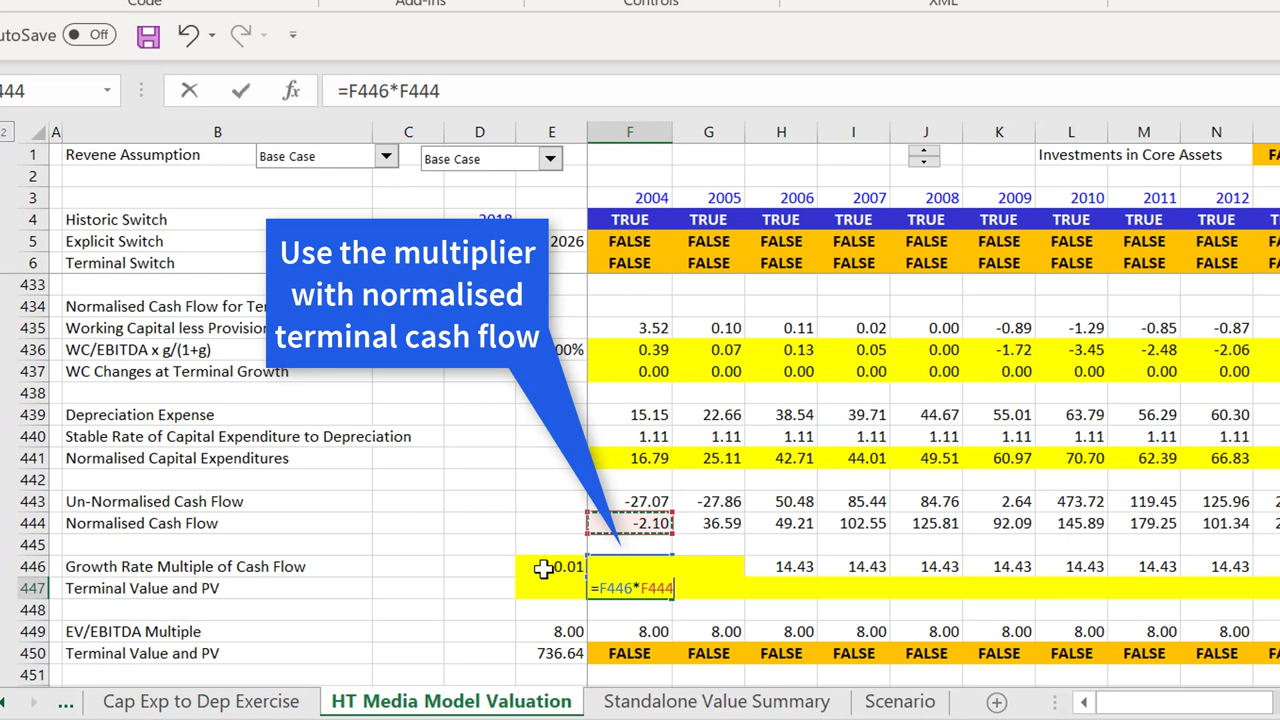 Code Add-ins Controls XML
utoSave Off
444 =F446*F444
2 A B C D E F G H I J K L M N
1 Revene Assumption Base Case Base Case Investments in Core Assets FA
2
3 2004 2005 2006 2007 2008 2009 2010 2011 2012
4 Historic Switch 2018 TRUE TRUE TRUE TRUE TRUE TRUE TRUE TRUE TRUE
5 Explicit Switch 2026 FALSE FALSE FALSE FALSE FALSE FALSE FALSE FALSE FALSE
6 Terminal Switch FALSE FALSE FALSE FALSE FALSE FALSE FALSE FALSE FALSE
Use the multiplier
with normalised
terminal cash flow
433
434 Normalised Cash Flow for Ter
435 Working Capital less Provision 3.52 0.10 0.11 0.02 0.00 -0.89 -1.29 -0.85 -0.87
436 WC/EBITDA x g/(1+g) 00% 0.39 0.07 0.13 0.05 0.00 -1.72 -3.45 -2.48 -2.06
437 WC Changes at Terminal Growth 0.00 0.00 0.00 0.00 0.00 0.00 0.00 0.00 0.00
438
439 Depreciation Expense 15.15 22.66 38.54 39.71 44.67 55.01 63.79 56.29 60.30
440 Stable Rate of Capital Expenditure to Depreciation 1.11 1.11 1.11 1.11 1.11 1.11 1.11 1.11 1.11
441 Normalised Capital Expenditures 16.79 25.11 42.71 44.01 49.51 60.97 70.70 62.39 66.83
442
443 Un-Normalised Cash Flow -27.07 -27.86 50.48 85.44 84.76 2.64 473.72 119.45 125.96
444 Normalised Cash Flow -2.10 36.59 49.21 102.55 125.81 92.09 145.89 179.25 101.34
445
446 Growth Rate Multiple of Cash Flow 0.01 14.43 14.43 14.43 14.43 14.43 14.43 14.43
447 Terminal Value and PV =F446*F444
448
449 EV/EBITDA Multiple 8.00 8.00 8.00 8.00 8.00 8.00 8.00 8.00 8.00 8.00
450 Terminal Value and PV 736.64 FALSE FALSE FALSE FALSE FALSE FALSE FALSE FALSE FALSE
451
... Cap Exp to Dep Exercise HT Media Model Valuation Standalone Value Summary Scenario